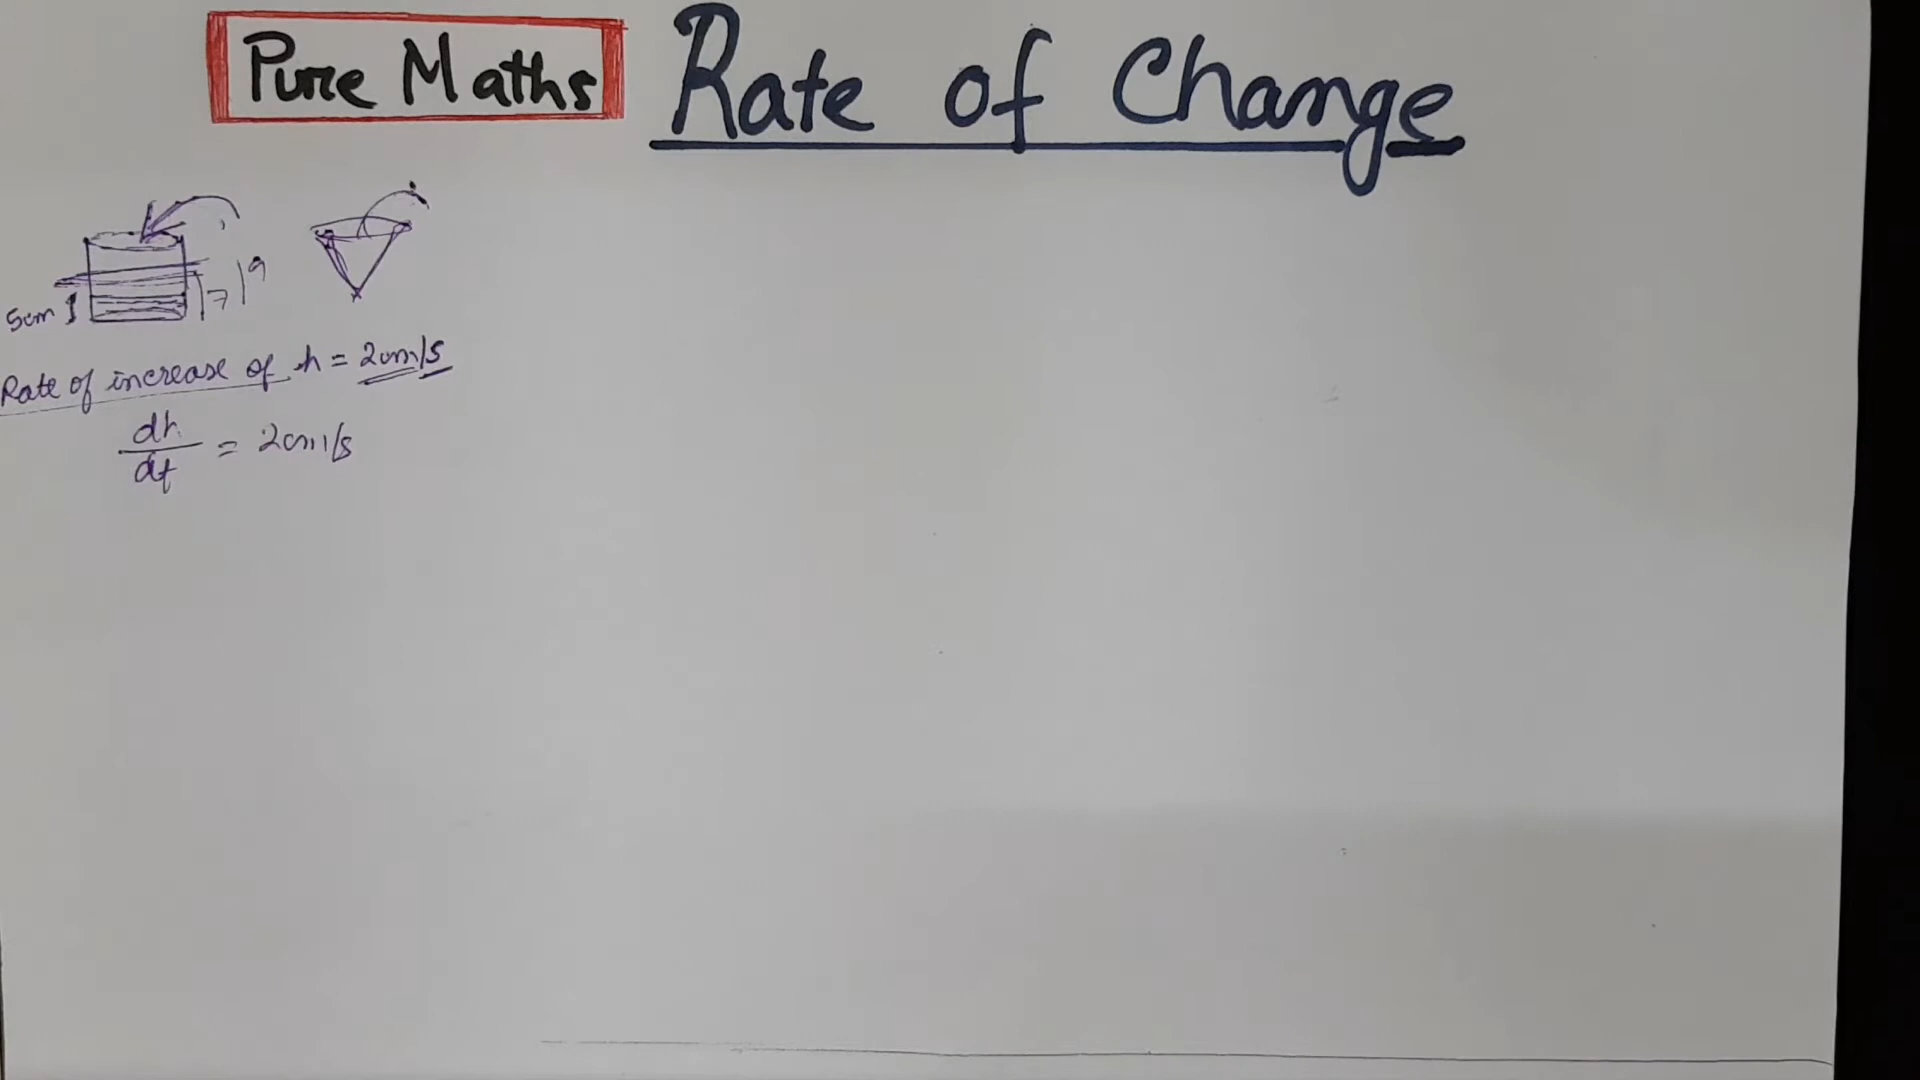 Pure Maths
Rate of Change
5cm
7
9
Rate of increase of h = 2cm/s
dh
dt
= 2cm/s